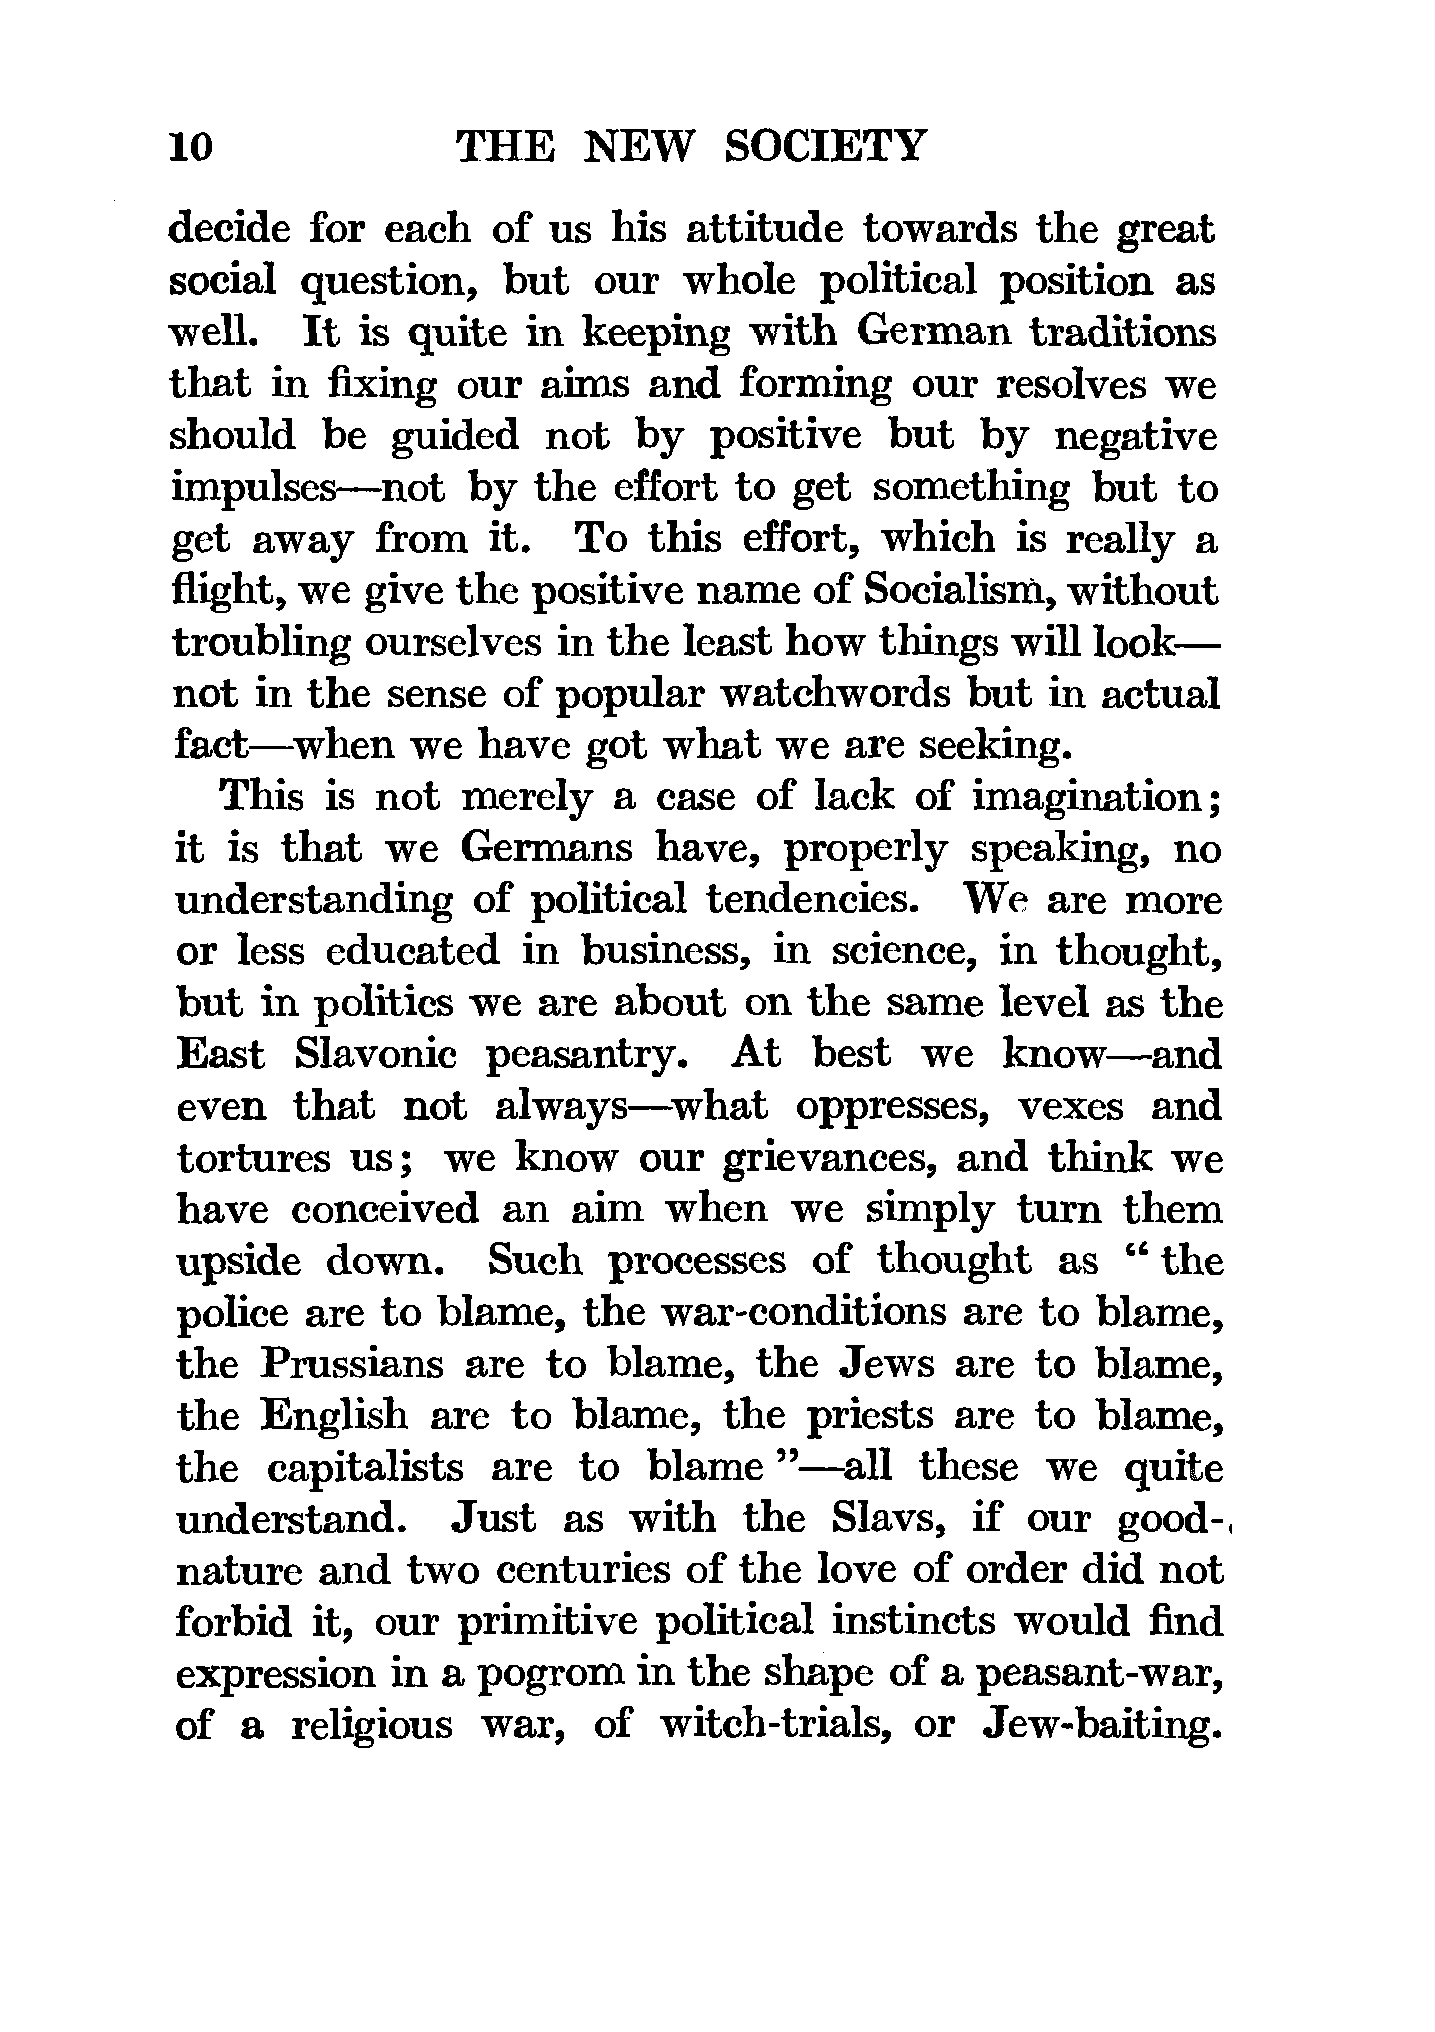 10 THE NEW SOCIETY
decide for each of us his attitude towards the great
social question, but our whole political position as
well. It is quite in keeping with German traditions
that in fixing our aims and forming our resolves we
should be guided not by positive but by negative
impulses—not by the effort to get something but to
get away from it. To this effort, which is really a
flight, we give the positive name of Socialism, without
troubling ourselves in the least how things will look—
not in the sense of popular watchwords but in actual
fact—when we have got what we are seeking.
This is not merely a case of lack of imagination;
it is that we Germans have, properly speaking, no
understanding of political tendencies. We are more
or less educated in business, in science, in thought,
but in politics we are about on the same level as the
East Slavonic peasantry. At best we know—and
even that not always—what oppresses, vexes and
tortures us; we know our grievances, and think we
have conceived an aim when we simply turn them
upside down. Such processes of thought as “ the
police are to blame, the war-conditions are to blame,
the Prussians are to blame, the Jews are to blame,
the English are to blame, the priests are to blame,
the capitalists are to blame ”—all these we quite
understand. Just as with the Slavs, if our good-
nature and two centuries of the love of order did not
forbid it, our primitive political instincts would find
expression in a pogrom in the shape of a peasant-war,
of a religious war, of witch-trials, or Jew-baiting.